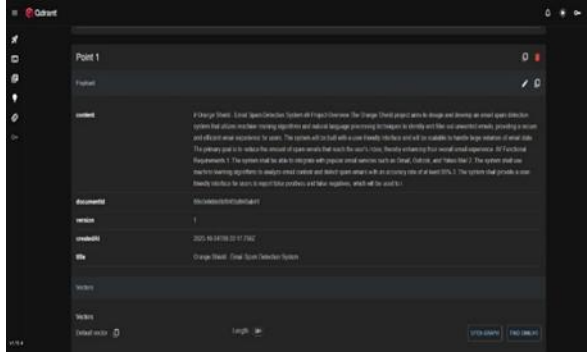 Qdrant
Point 1
Payload
content
# Orange Shield : Email Spam Detection System ## Project Overview The Orange Shield project aims to design and develop an email spam detection
system that utilizes machine learning algorithms and natural language processing techniques to identify and filter out unwanted emails, providing a secure
and efficient email experience for users. The system will be built with a user-friendly interface and will be scalable to handle large volumes of email data.
The primary goal is to reduce the amount of spam emails that reach the user's inbox, thereby enhancing their overall email experience. ## Functional
Requirements 1. The system shall be able to integrate with popular email services such as Gmail, Outlook, and Yahoo Mail 2. The system shall use
machine learning algorithms to analyze email content and detect spam emails with an accuracy rate of at least 95% 3. The system shall provide a user-
friendly interface for users to report false positives and false negatives, which will be used to
documentId
version
1
createdAt
title
Orange Shield : Email Spam Detection System
Vectors
Vectors
Default vector
Length
OPEN GRAPH
FIND SIMILAR